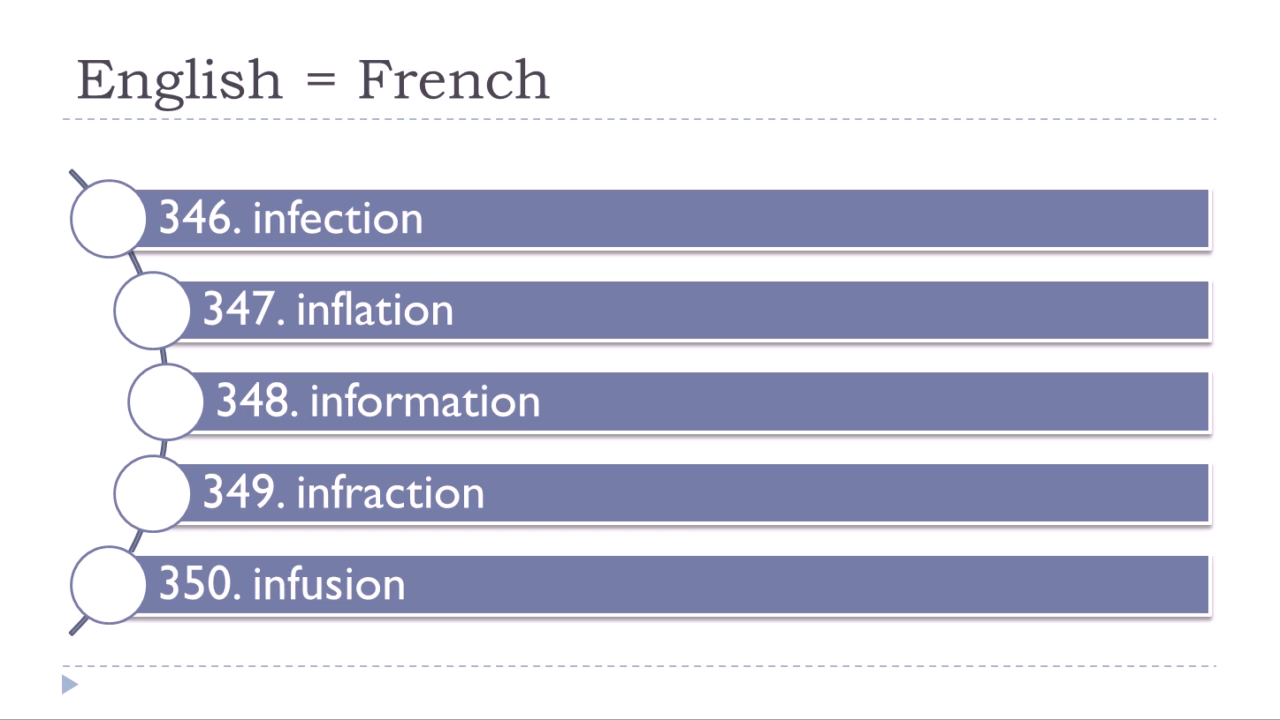 English = French
346. infection
347. inflation
348. information
349. infraction
350. infusion